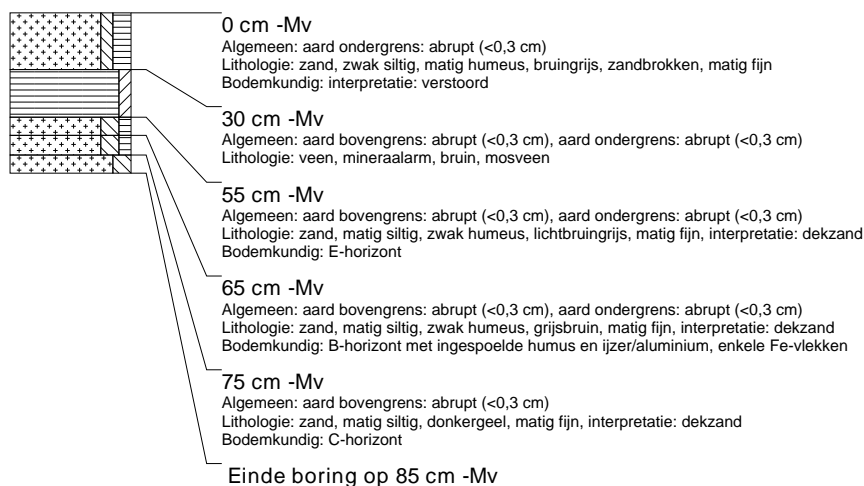 0 cm -Mv
Algemeen: aard ondergrens: abrupt (<0,3 cm)
Lithologie: zand, zwak siltig, matig humeus, bruingrijs, zandbrokken, matig fijn
Bodemkundig: interpretatie: verstoord
30 cm -Mv
Algemeen: aard bovengrens: abrupt (<0,3 cm), aard ondergrens: abrupt (<0,3 cm)
Lithologie: veen, mineraalarm, bruin, mosveen
55 cm -Mv
Algemeen: aard bovengrens: abrupt (<0,3 cm), aard ondergrens: abrupt (<0,3 cm)
Lithologie: zand, matig siltig, zwak humeus, lichtbruingrijs, matig fijn, interpretatie: dekzand
Bodemkundig: E-horizont
65 cm -Mv
Algemeen: aard bovengrens: abrupt (<0,3 cm), aard ondergrens: abrupt (<0,3 cm)
Lithologie: zand, matig siltig, zwak humeus, grijsbruin, matig fijn, interpretatie: dekzand
Bodemkundig: B-horizont met ingespoelde humus en ijzer/aluminium, enkele Fe-vlekken
75 cm -Mv
Algemeen: aard bovengrens: abrupt (<0,3 cm)
Lithologie: zand, matig siltig, donkergeel, matig fijn, interpretatie: dekzand
Bodemkundig: C-horizont
Einde boring op 85 cm -Mv